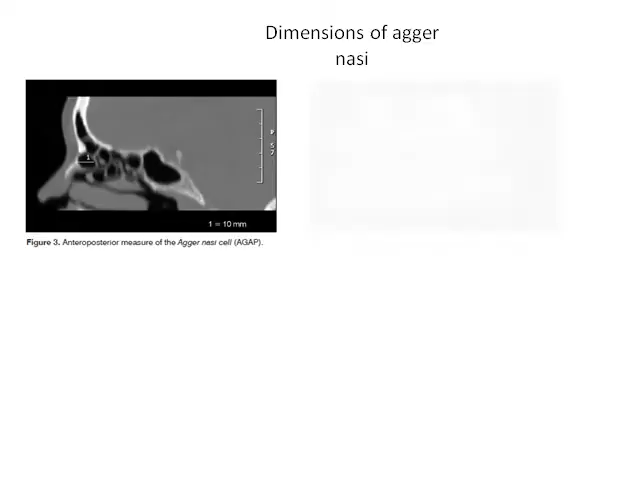 Dimensions of agger
nasi
1
1 = 10 mm
Figure 3. Anteroposterior measure of the Agger nasi cell (AGAP).